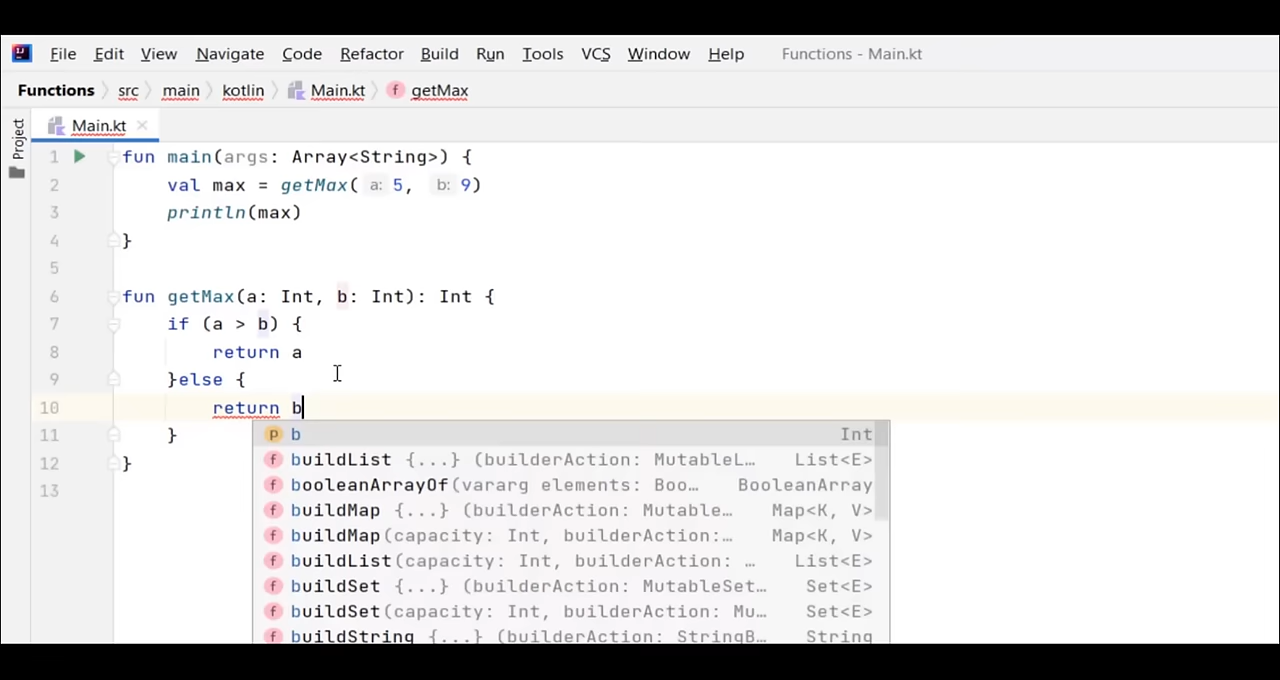 File Edit View Navigate Code Refactor Build Run Tools VCS Window Help Functions - Main.kt
Functions src main kotlin Main.kt f getMax
Project
Main.kt
1 fun main(args: Array<String>) {
2 val max = getMax( a: 5, b: 9)
3 println(max)
4 }
5
6 fun getMax(a: Int, b: Int): Int {
7 if (a > b) {
8 return a
9 }else {
10 return b
11 }
12 }
13
p b Int
f buildList {...} (builderAction: MutableL… List<E>
f booleanArrayOf(vararg elements: Boo… BooleanArray
f buildMap {...} (builderAction: Mutable… Map<K, V>
f buildMap(capacity: Int, builderAction:… Map<K, V>
f buildList(capacity: Int, builderAction: … List<E>
f buildSet {...} (builderAction: MutableSet… Set<E>
f buildSet(capacity: Int, builderAction: Mu… Set<E>
f buildString {...} (builderAction: StringB… String